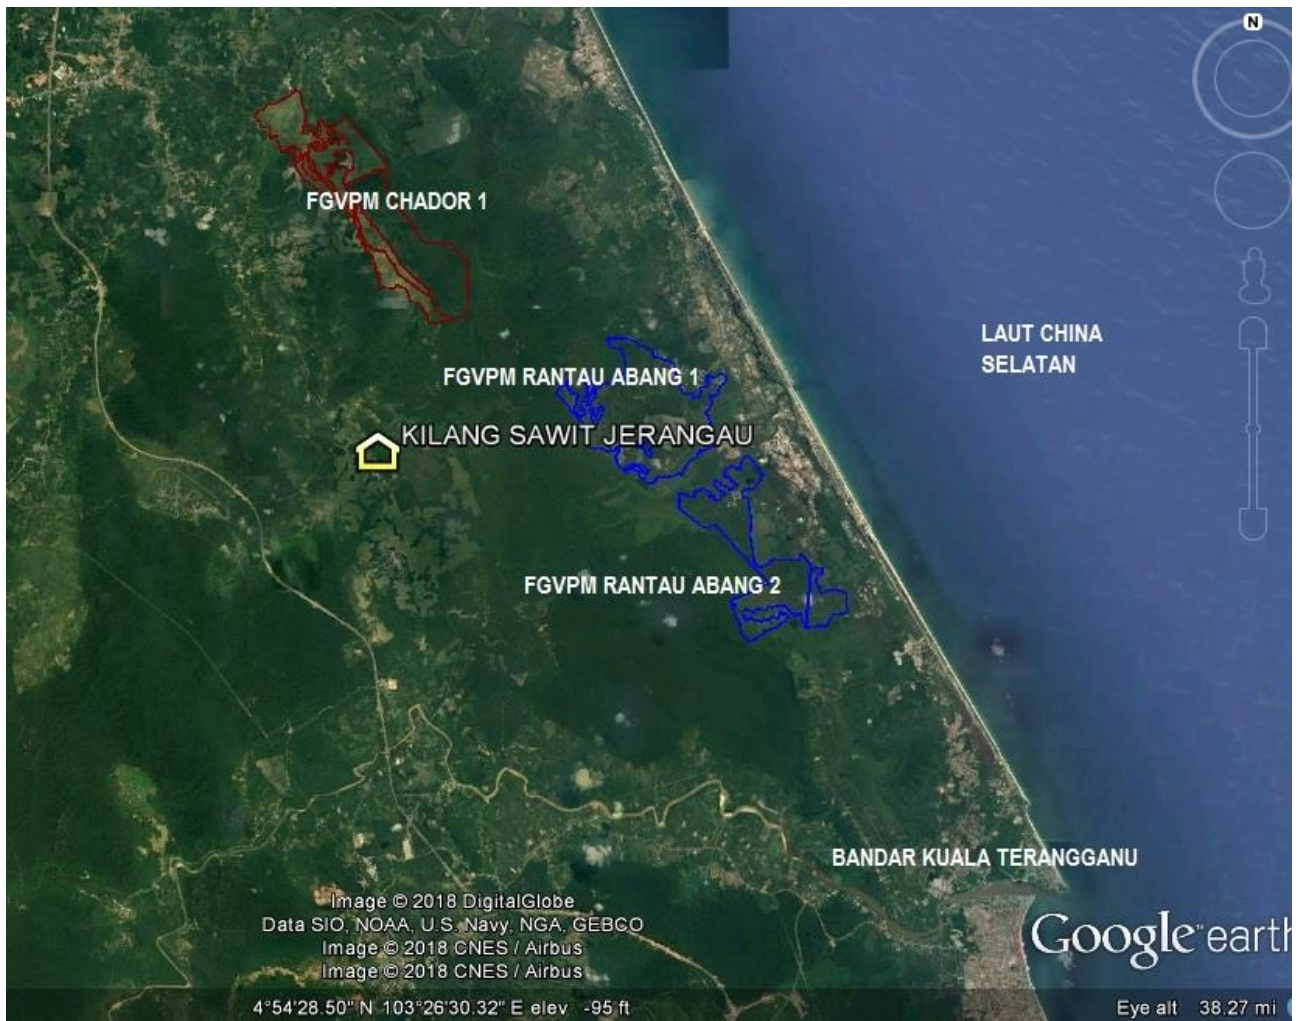 N
FGVPM CHADOR 1
LAUT CHINA
SELATAN
FGVPM RANTAU ABANG 1
KILANG SAWIT JERANGAU
FGVPM RANTAU ABANG 2
BANDAR KUALA TERANGGANU
Image © 2018 DigitalGlobe
Data SIO, NOAA, U.S. Navy, NGA, GEBCO
Image © 2018 CNES / Airbus
Image © 2018 CNES / Airbus
Google earth
4°54'28.50" N 103°26'30.32" E elev -95 ft
Eye alt 38.27 mi